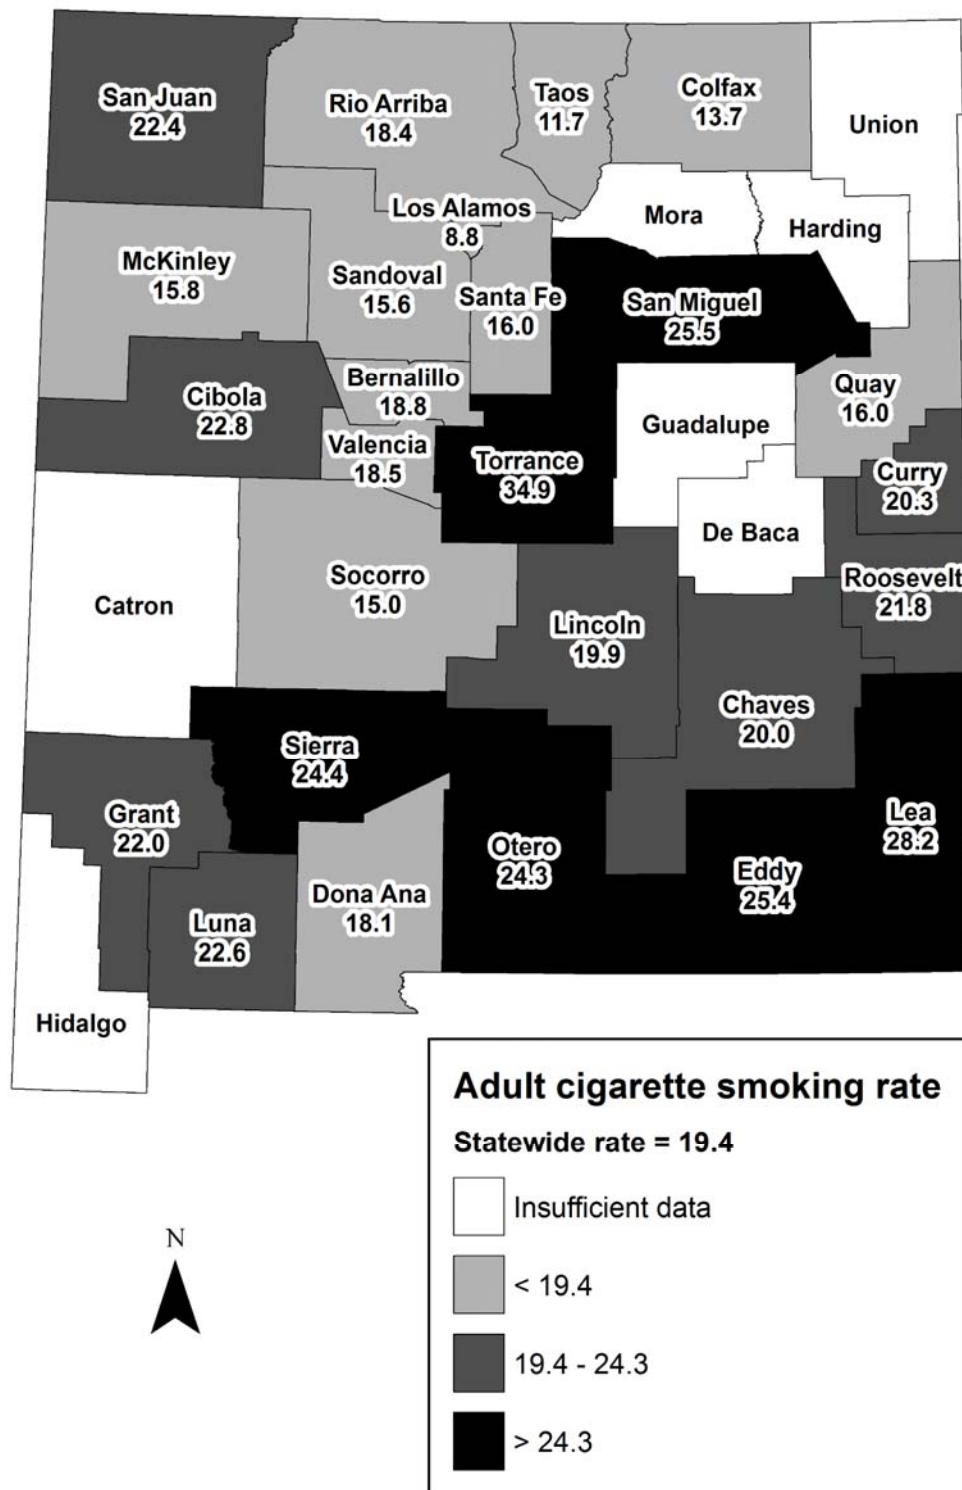 San Juan
22.4
Rio Arriba
18.4
Taos
11.7
Colfax
13.7
Union
Los Alamos
8.8
Mora
Harding
McKinley
15.8
Sandoval
15.6
Santa Fe
16.0
San Miguel
25.5
Bernalillo
18.8
Cibola
22.8
Quay
16.0
Guadalupe
Valencia
18.5
Torrance
34.9
Curry
20.3
De Baca
Socorro
15.0
Catron
Roosevelt
21.8
Lincoln
19.9
Chaves
20.0
Sierra
24.4
Grant
22.0
Lea
28.2
Otero
24.3
Eddy
25.4
Dona Ana
18.1
Luna
22.6
Hidalgo
Adult cigarette smoking rate
Statewide rate = 19.4
Insufficient data
< 19.4
19.4 - 24.3
> 24.3
N